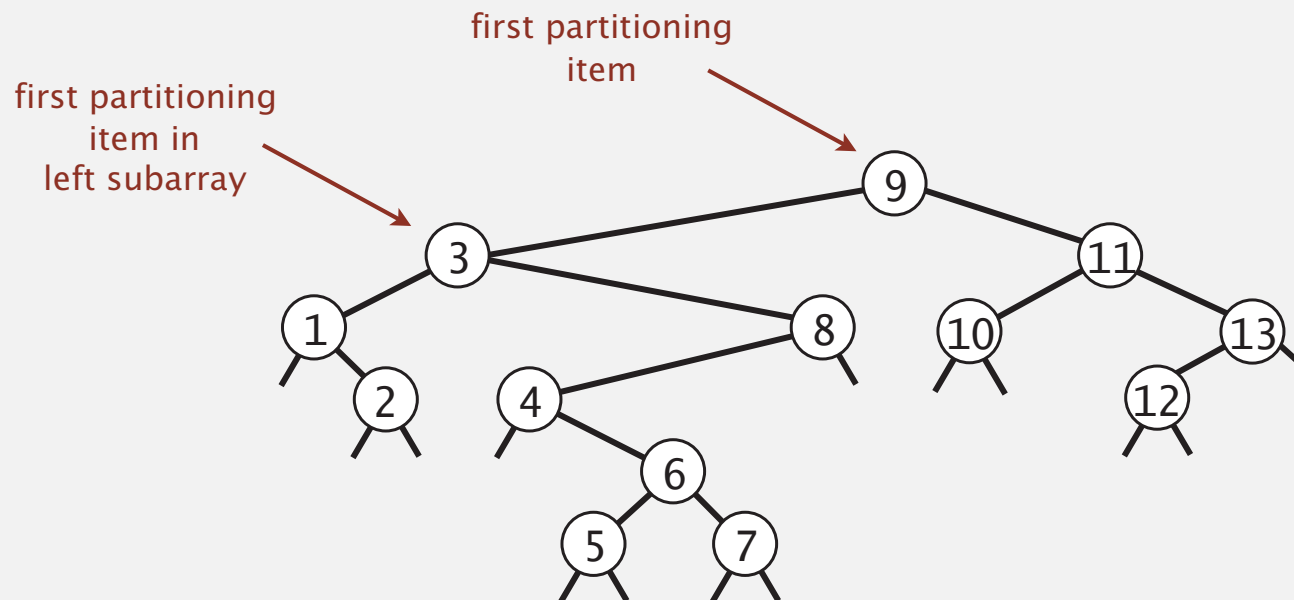 first partitioning
item
first partitioning
item in
left subarray
9
3
11
1
8
10
13
2
4
12
6
5
7